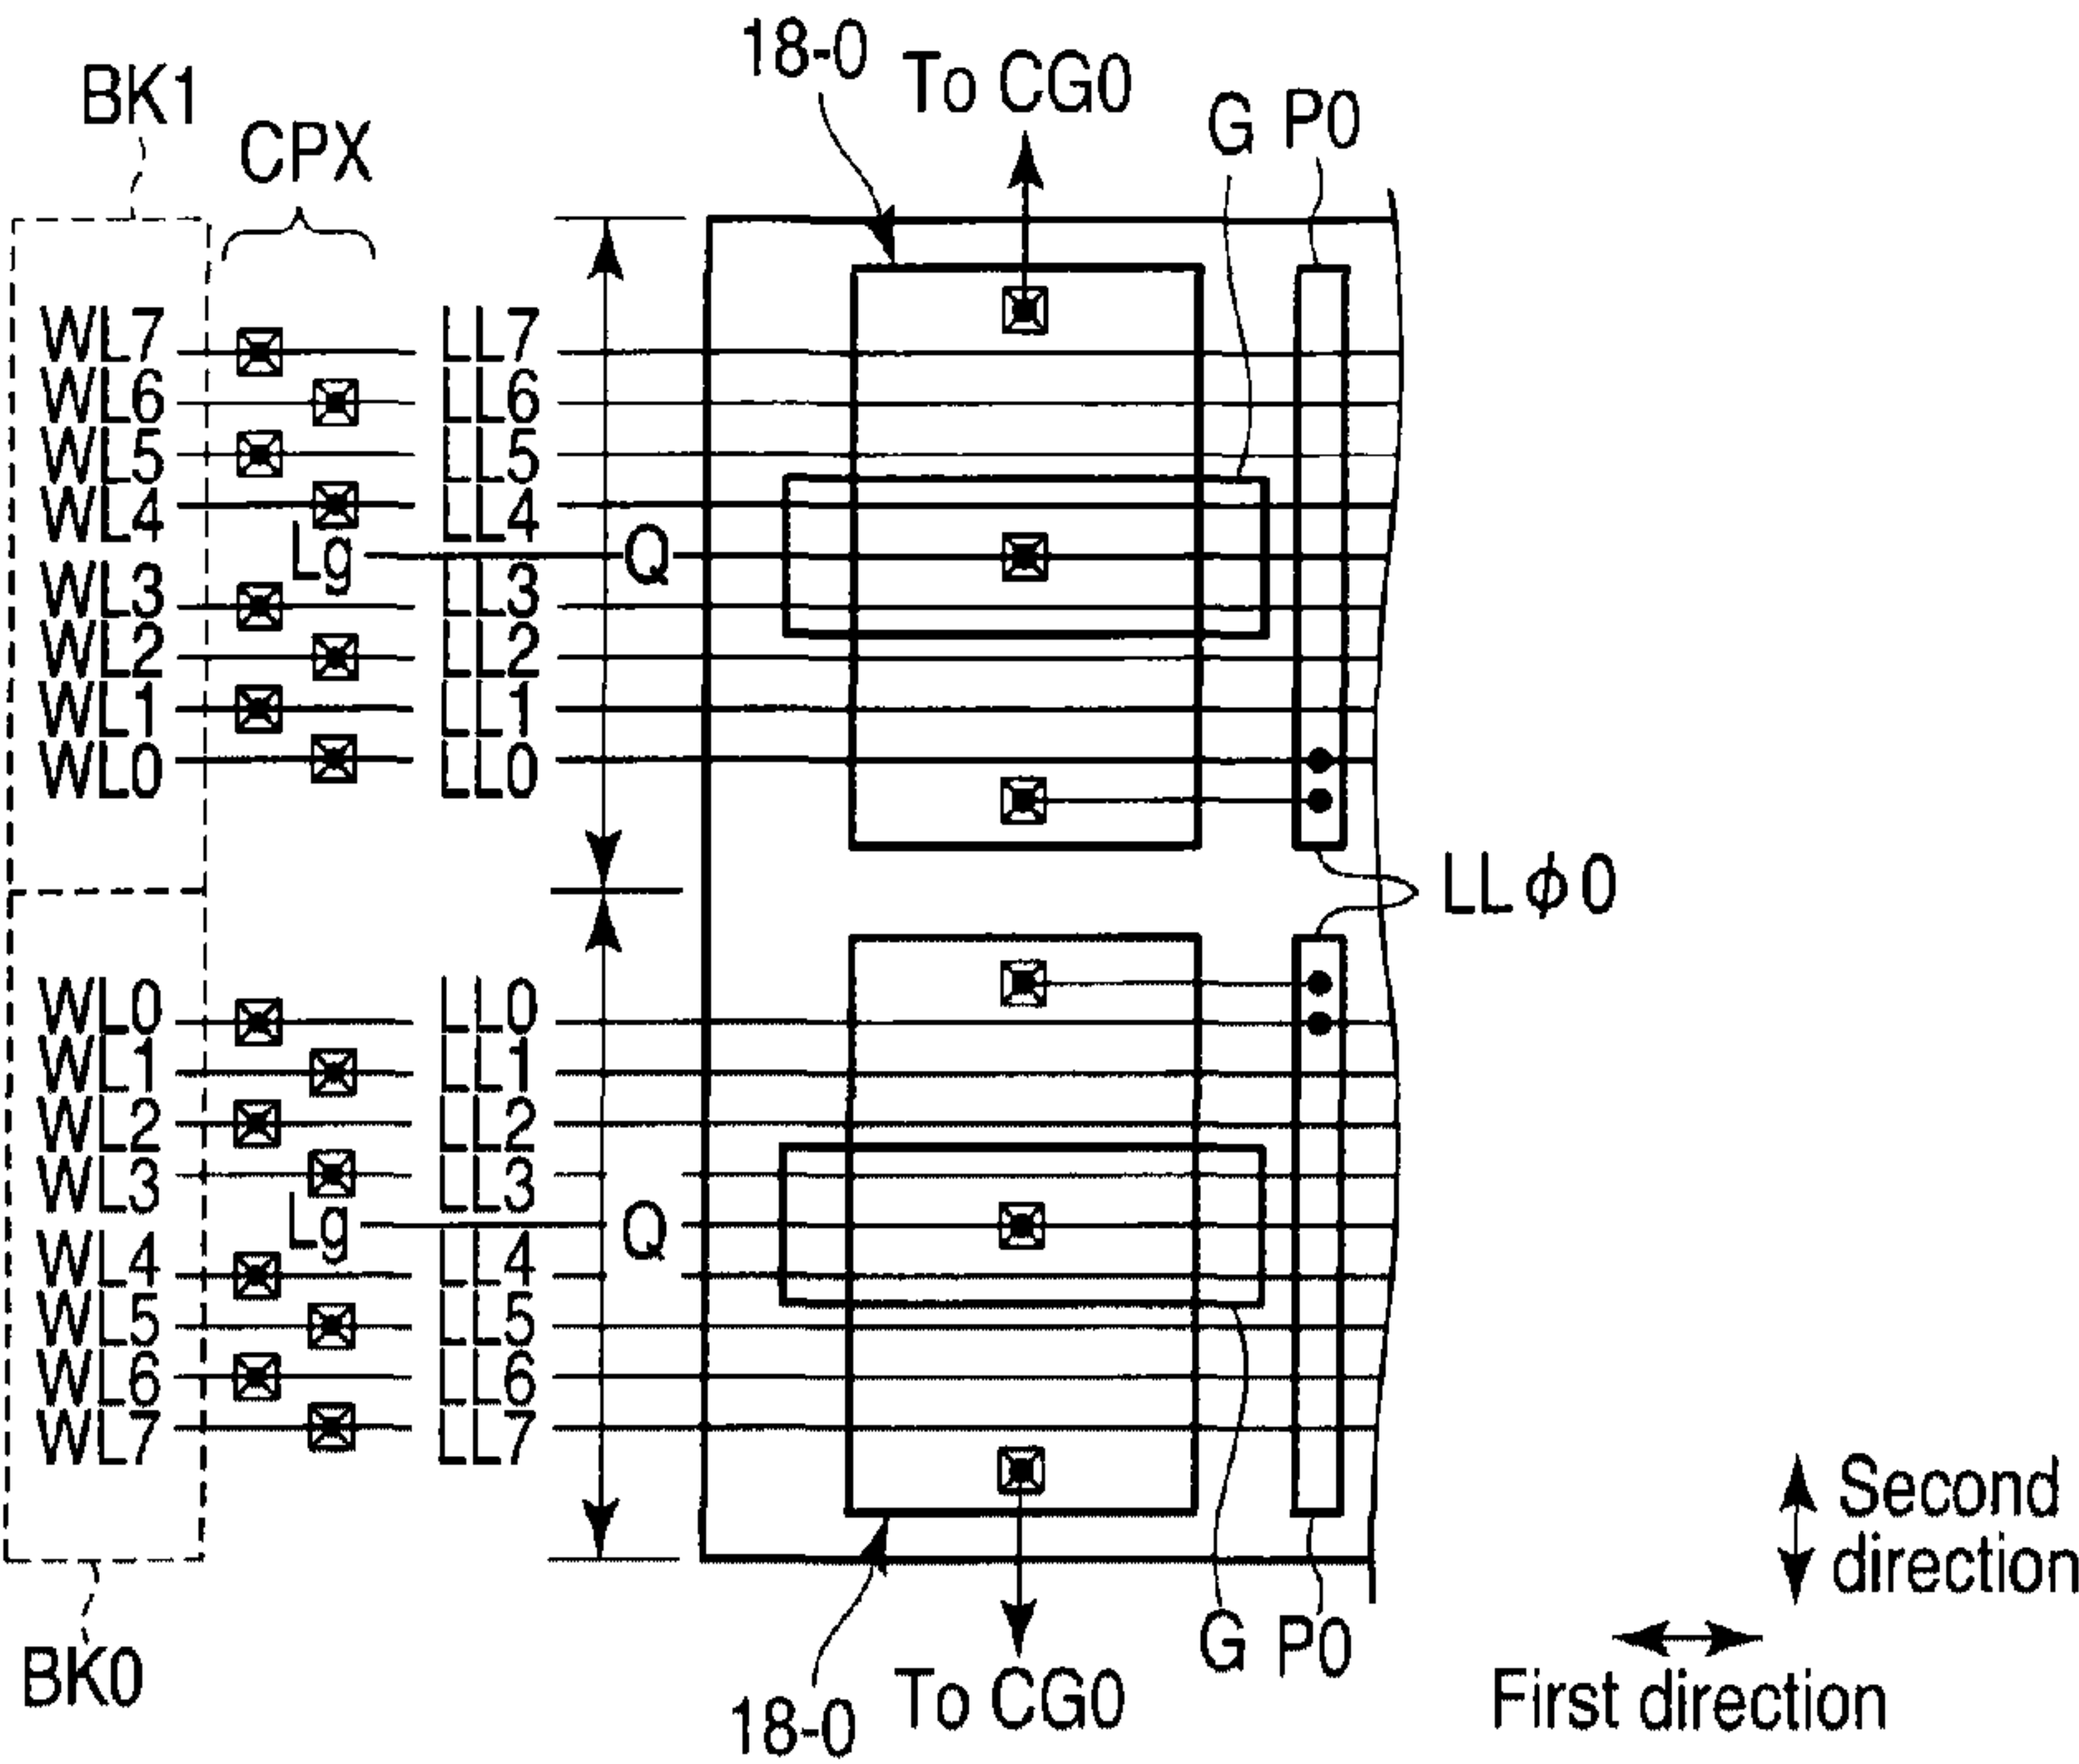 18-0 To CG0
BK1 CPX G P0
WL7 LL7
WL6 LL6
WL5 LL5
WL4 LL4
Lg Q
WL3 LL3
WL2 LL2
WL1 LL1
WL0 LL0
LLϕ0
WL0 LL0
WL1 LL1
WL2 LL2
WL3 LL3
Lg Q
WL4 LL4
WL5 LL5
WL6 LL6
WL7 LL7
Second
direction
BK0 G P0
18-0 To CG0 First direction